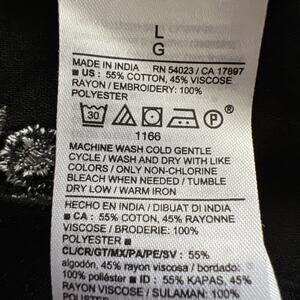 L
G
MADE IN INDIA RN 54023 / CA 17897
■ US : 55% COTTON, 45% VISCOSE
RAYON / EMBROIDERY: 100%
POLYESTER
30 P ®
1166
MACHINE WASH COLD GENTLE
CYCLE / WASH AND DRY WITH LIKE
COLORS / ONLY NON-CHLORINE
BLEACH WHEN NEEDED / TUMBLE
DRY LOW / WARM IRON
HECHO EN INDIA / DIBUAT DI INDIA
■ CA : 55% COTON, 45% RAYONNE
VISCOSE / BRODERIE: 100%
POLYESTER ■
CL/CR/GT/MX/PA/PE/SV : 55%
algodón, 45% rayon viscosa / bordado:
100% poliéster ■ ID : 55% KAPAS, 45%
RAYON VISCOSE / SULAMAN: 100%
POLIESTER